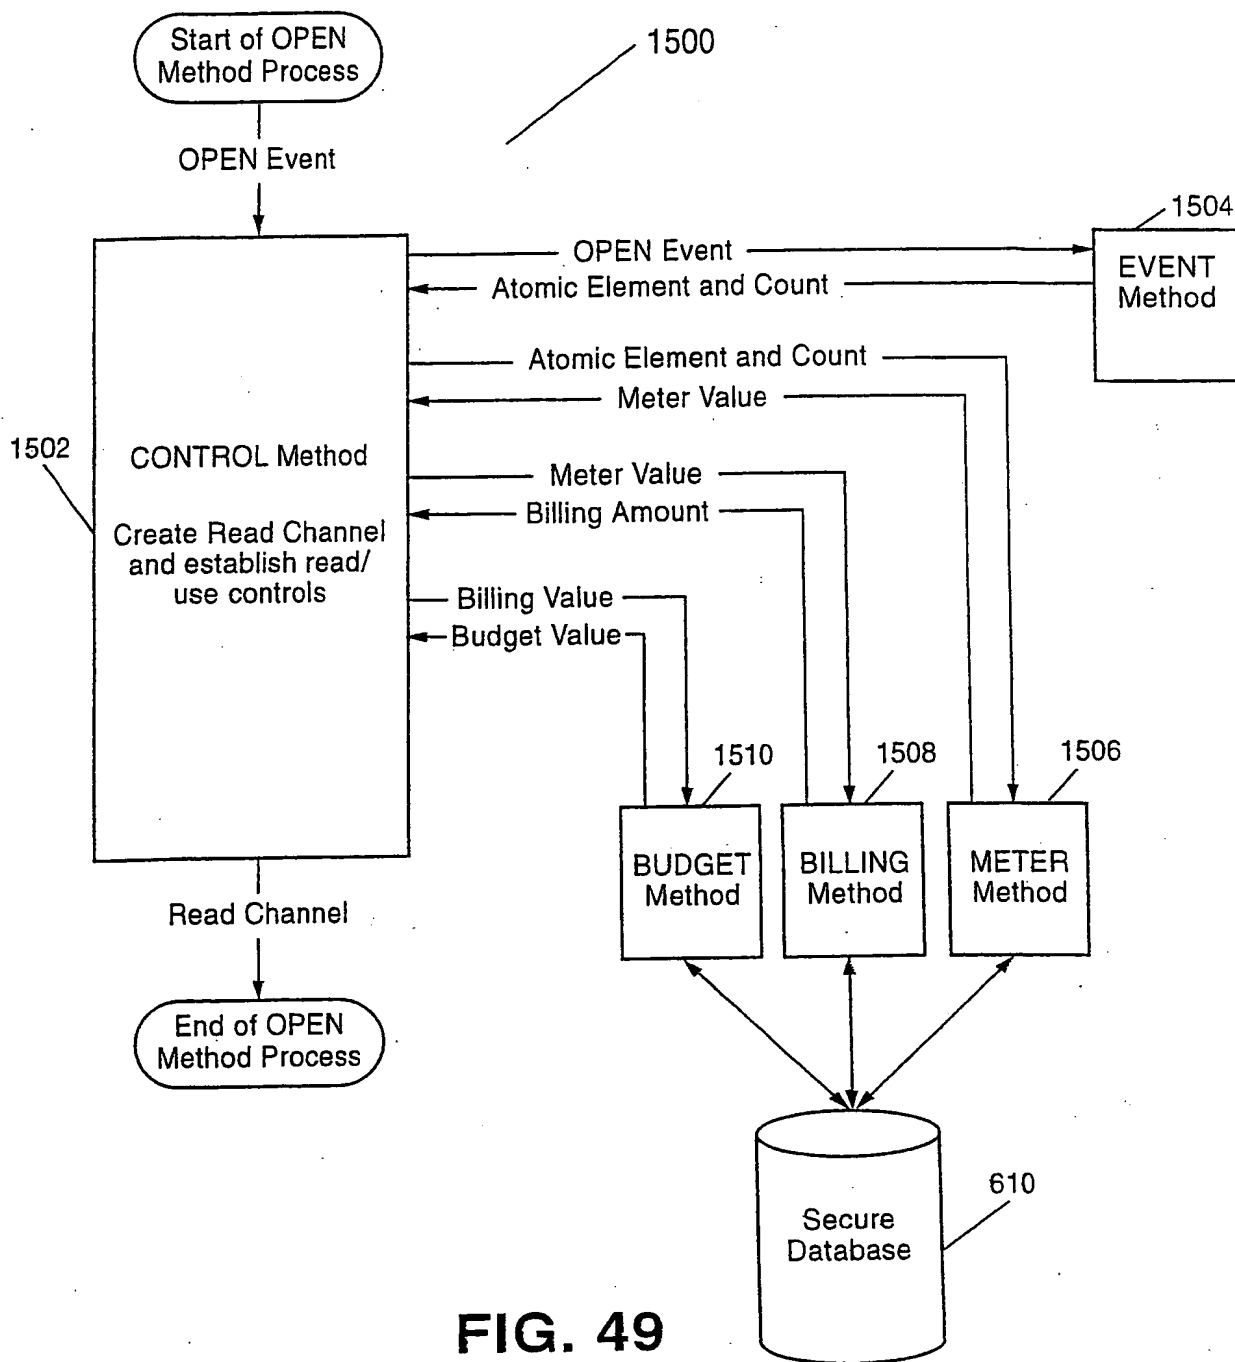 Start of OPEN
Method Process
1500
OPEN Event
1504
OPEN Event
EVENT
Method
Atomic Element and Count
Atomic Element and Count
Meter Value
1502
CONTROL Method
Create Read Channel
and establish read/
use controls
Meter Value
Billing Amount
Billing Value
Budget Value
1510
1508
1506
BUDGET
Method
BILLING
Method
METER
Method
Read Channel
End of OPEN
Method Process
610
Secure
Database
FIG. 49